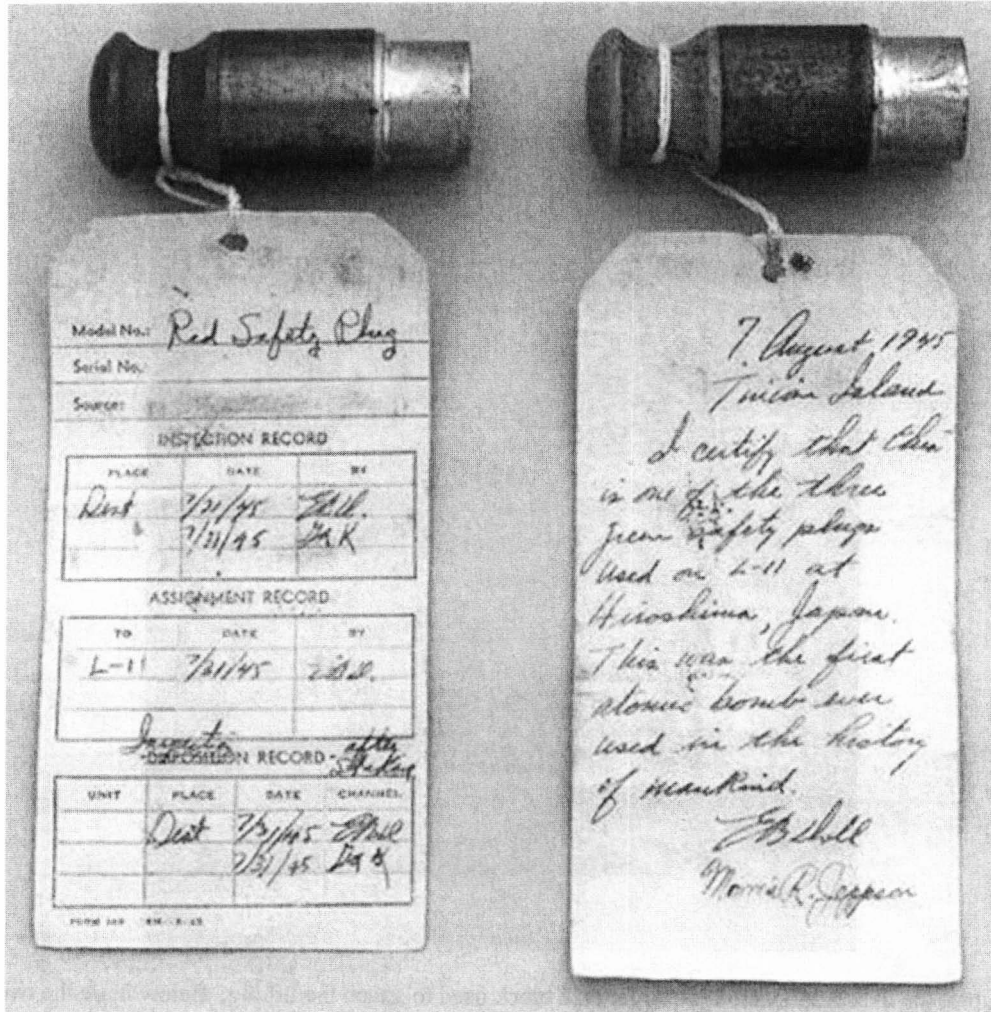 Model No.: Red Safety Plug
Serial No.:
Source:
INSPECTION RECORD
PLACE DATE BY
Dest 7/31/45
7/31/45
ASSIGNMENT RECORD
TO DATE BY
L-11 7/31/45
after
DISPOSITION RECORD
UNIT PLACE DATE CHANNEL
Dest 7/31/45
7/31/45
7 August 1945
Tinian Island
I certify that this
is one of the three
green safety plugs
used on L-11 at
Hiroshima, Japan.
This was the first
atomic bomb ever
used in the history
of mankind.
Morris R. Jeppson